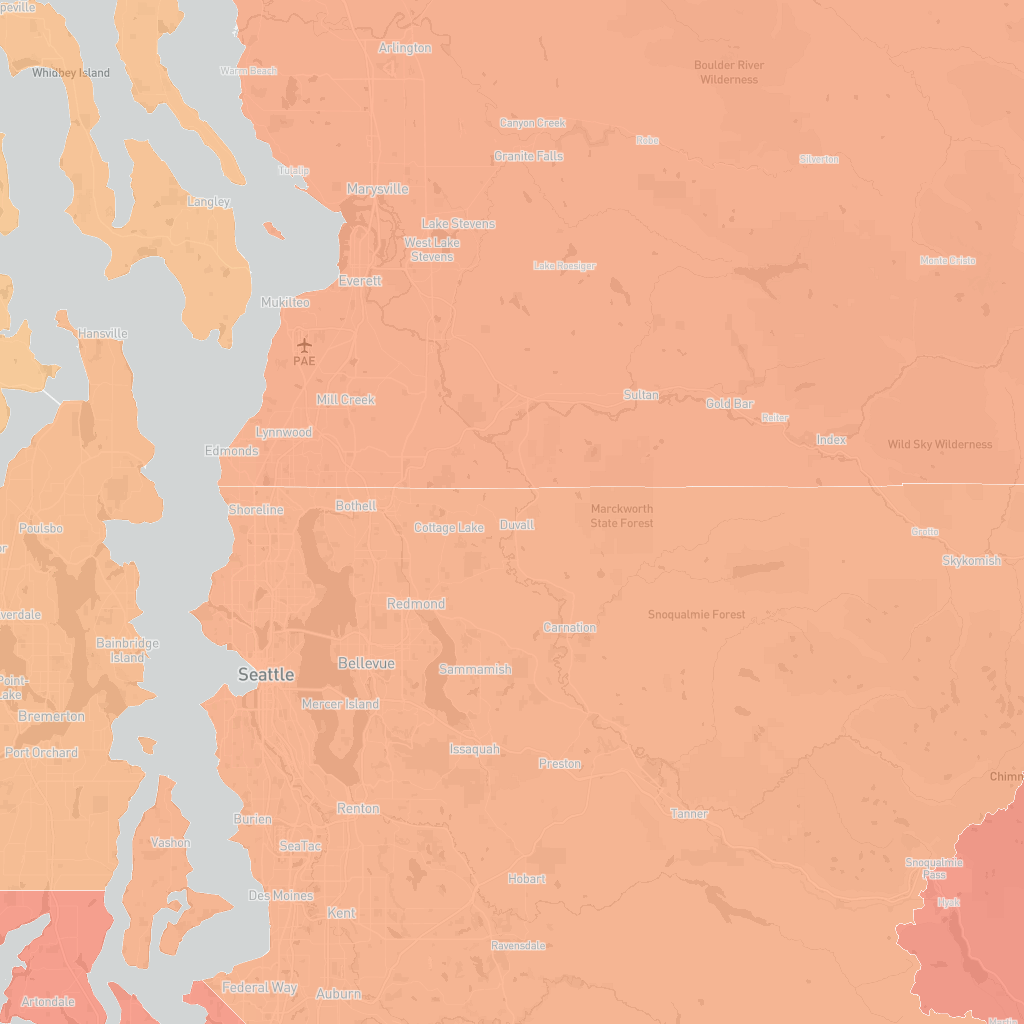 peville
Arlington
Boulder River
Wilderness
Whidbey Island
Warm Beach
Canyon Creek
Granite Falls
Robe
Silverton
Tulalip
Marysville
Langley
Lake Stevens
West Lake
Stevens
Lake Roesiger
Monte Cristo
Everett
Mukilteo
Hansville
PAE
Mill Creek
Sultan
Gold Bar
Reiter
Index
Wild Sky Wilderness
Lynnwood
Edmonds
Shoreline
Bothell
Cottage Lake
Duvall
Marckworth
State Forest
Poulsbo
or
Grotto
Skykomish
verdale
Redmond
Carnation
Snoqualmie Forest
Bainbridge
Island
Seattle
Bellevue
Sammamish
Point-
Lake
Mercer Island
Bremerton
Port Orchard
Issaquah
Preston
Chimn
Renton
Tanner
Burien
Vashon
SeaTac
Snoqualmie
Pass
Hobart
Des Moines
Hyak
Kent
Ravensdale
Federal Way
Auburn
Artondale
Martin